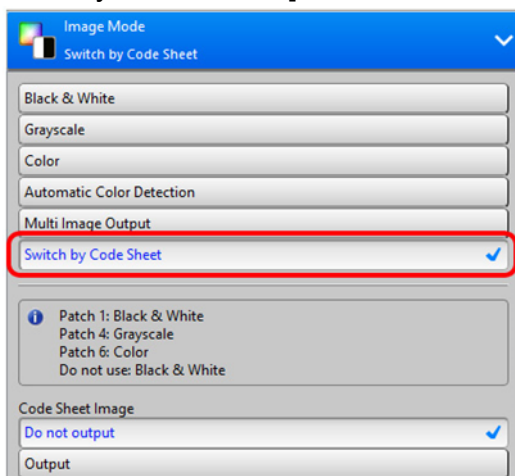 Image Mode
Switch by Code Sheet
Black & White
Grayscale
Color
Automatic Color Detection
Multi Image Output
Switch by Code Sheet
Patch 1: Black & White
Patch 4: Grayscale
Patch 6: Color
Do not use: Black & White
Code Sheet Image
Do not output
Output